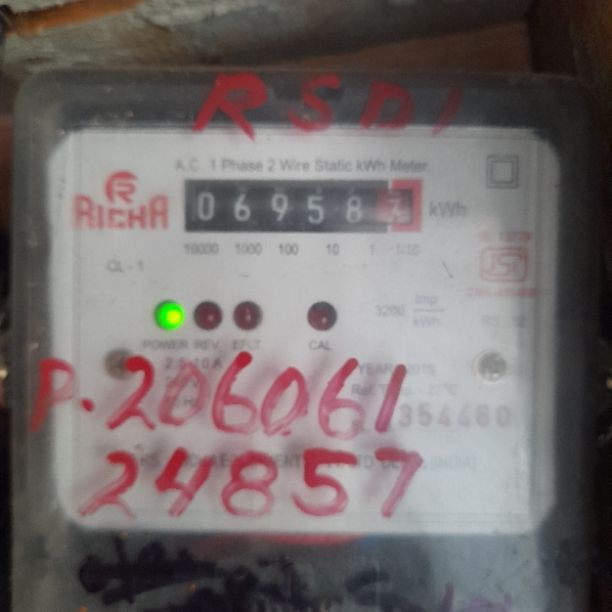 RSDI
A.C. 1 Phase 2 Wire Static kWh Meter
RICHA
06958 kWh
10000 1000 100 10 1 1/10
CL - 1
3200 Imp/kWh
POWER REV EFLT CAL
P. 206061
354460
24857